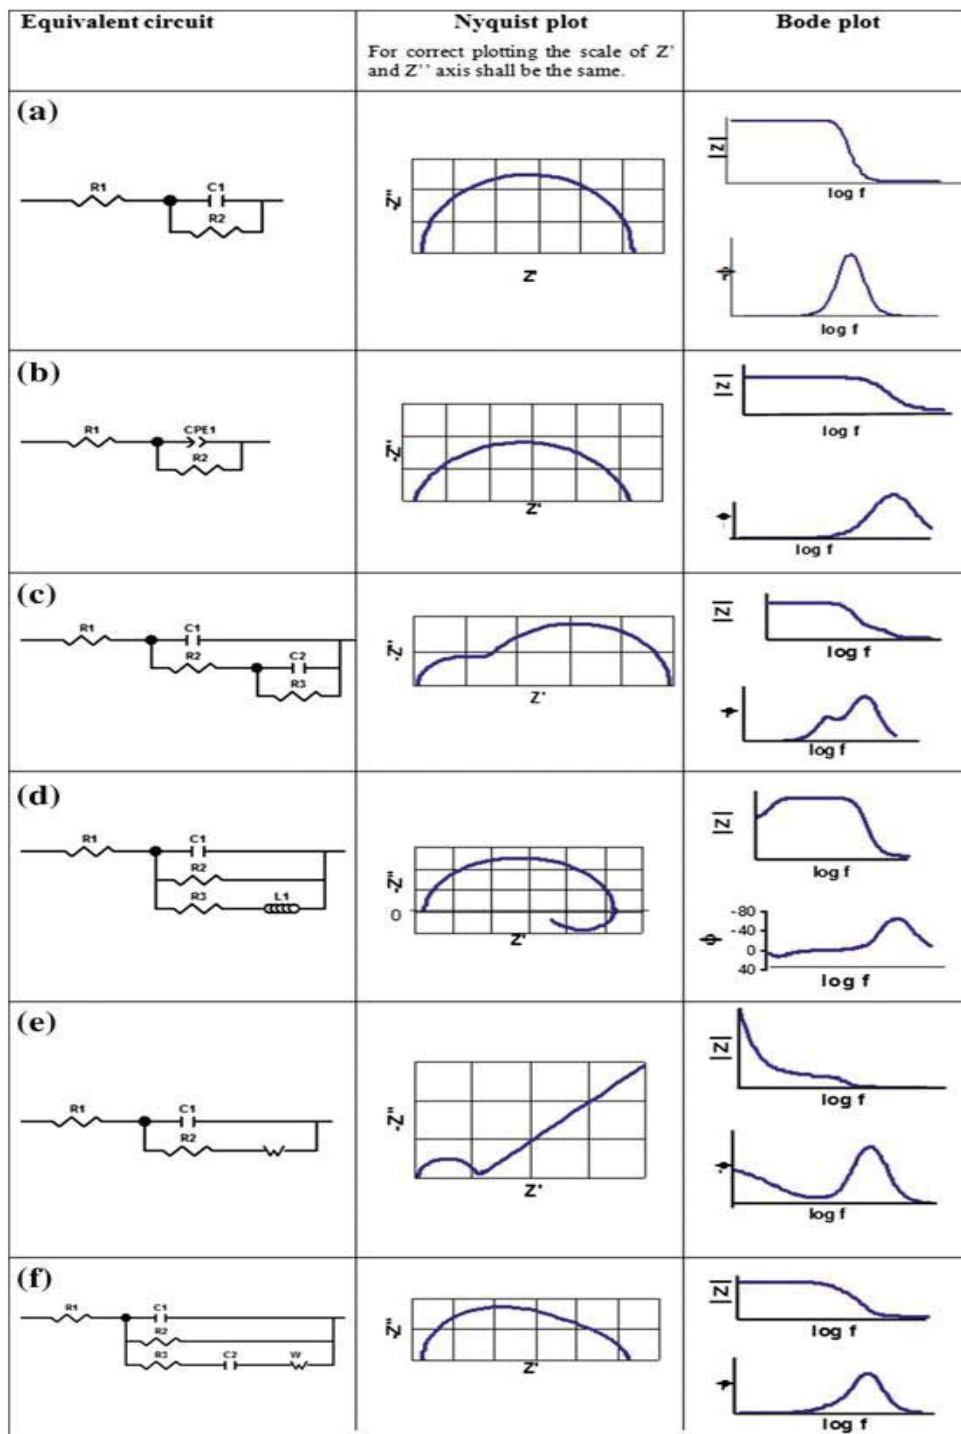 Equivalent circuit
Nyquist plot
Bode plot
For correct plotting the scale of Z'
and Z'' axis shall be the same.
(a)
R1
C1
R2
-Z''
Z'
|Z|
log f
ϕ
log f
(b)
R1
CPE1
R2
-Z''
Z'
|Z|
log f
ϕ
log f
(c)
R1
C1
R2
C2
R3
-Z''
Z'
|Z|
log f
ϕ
log f
(d)
R1
C1
R2
R3
L1
-Z''
0
Z'
|Z|
log f
ϕ
-80
-40
0
40
log f
(e)
R1
C1
R2
W
-Z''
Z'
|Z|
log f
ϕ
log f
(f)
R1
C1
R2
R3
C2
W
-Z''
Z'
|Z|
log f
ϕ
log f